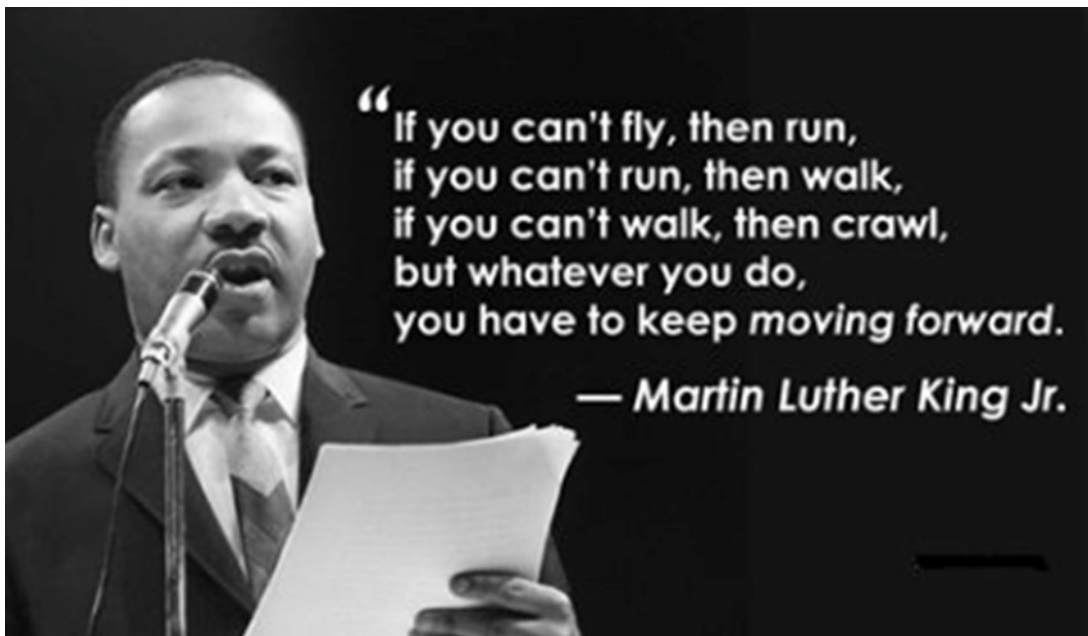 “If you can't fly, then run,
if you can't run, then walk,
if you can't walk, then crawl,
but whatever you do,
you have to keep moving forward.
— Martin Luther King Jr.